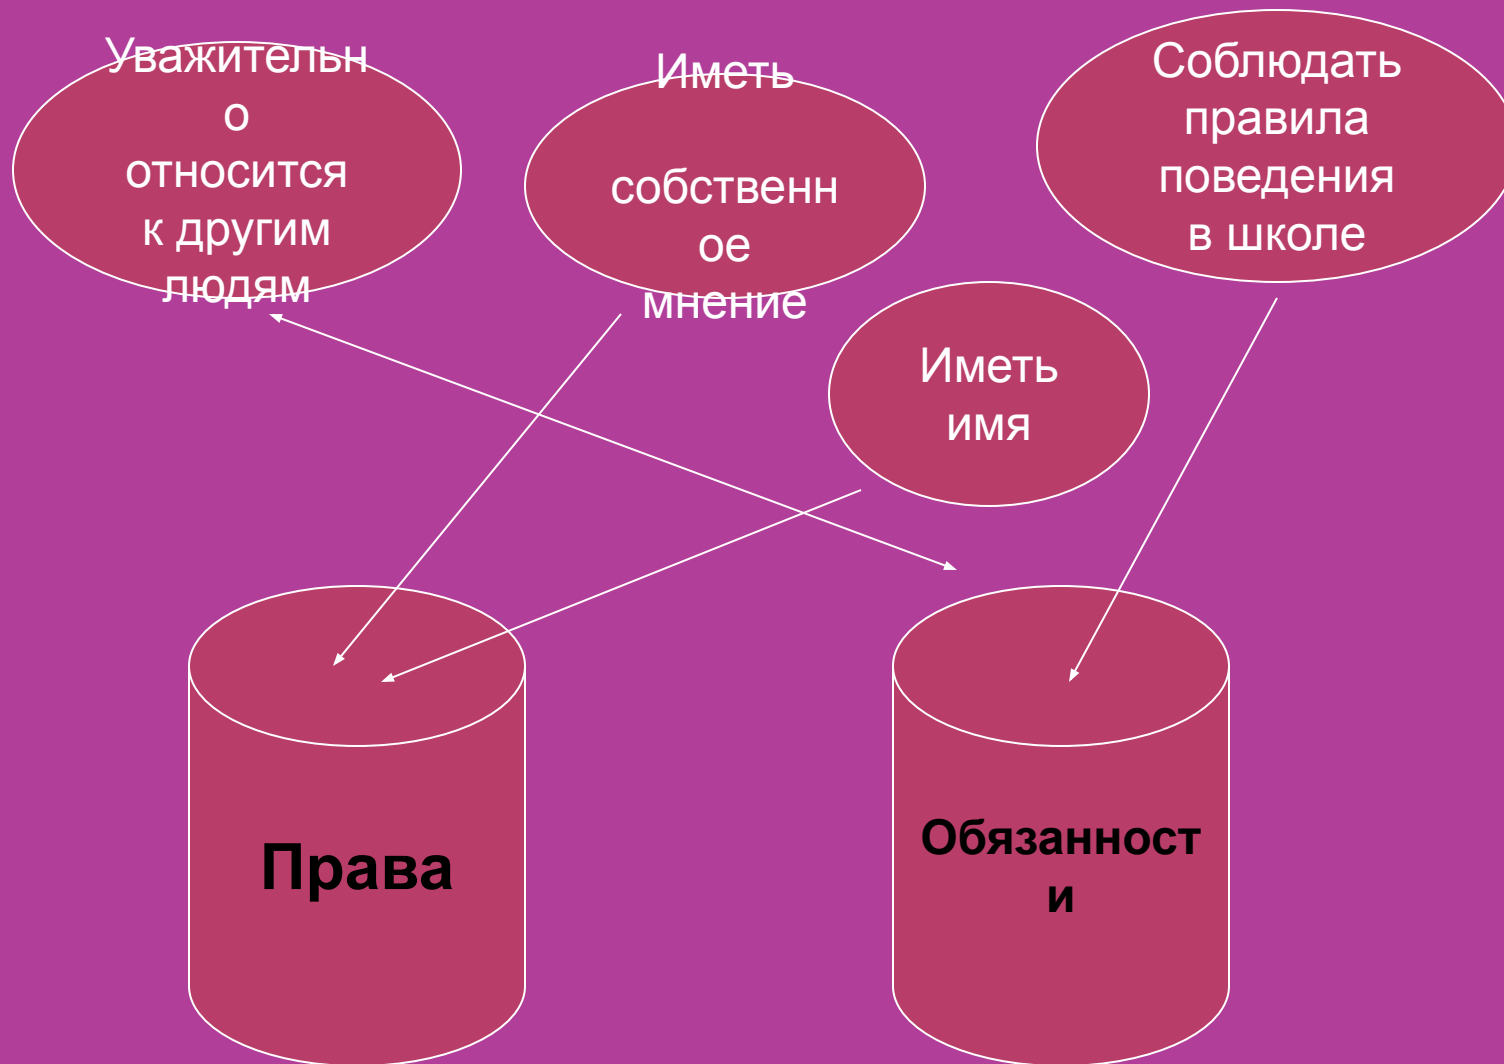 Уважительн
о
относится
к другим
людям
Иметь
собственн
ое
мнение
Соблюдать
правила
поведения
в школе
Иметь
имя
Права
Обязанност
и